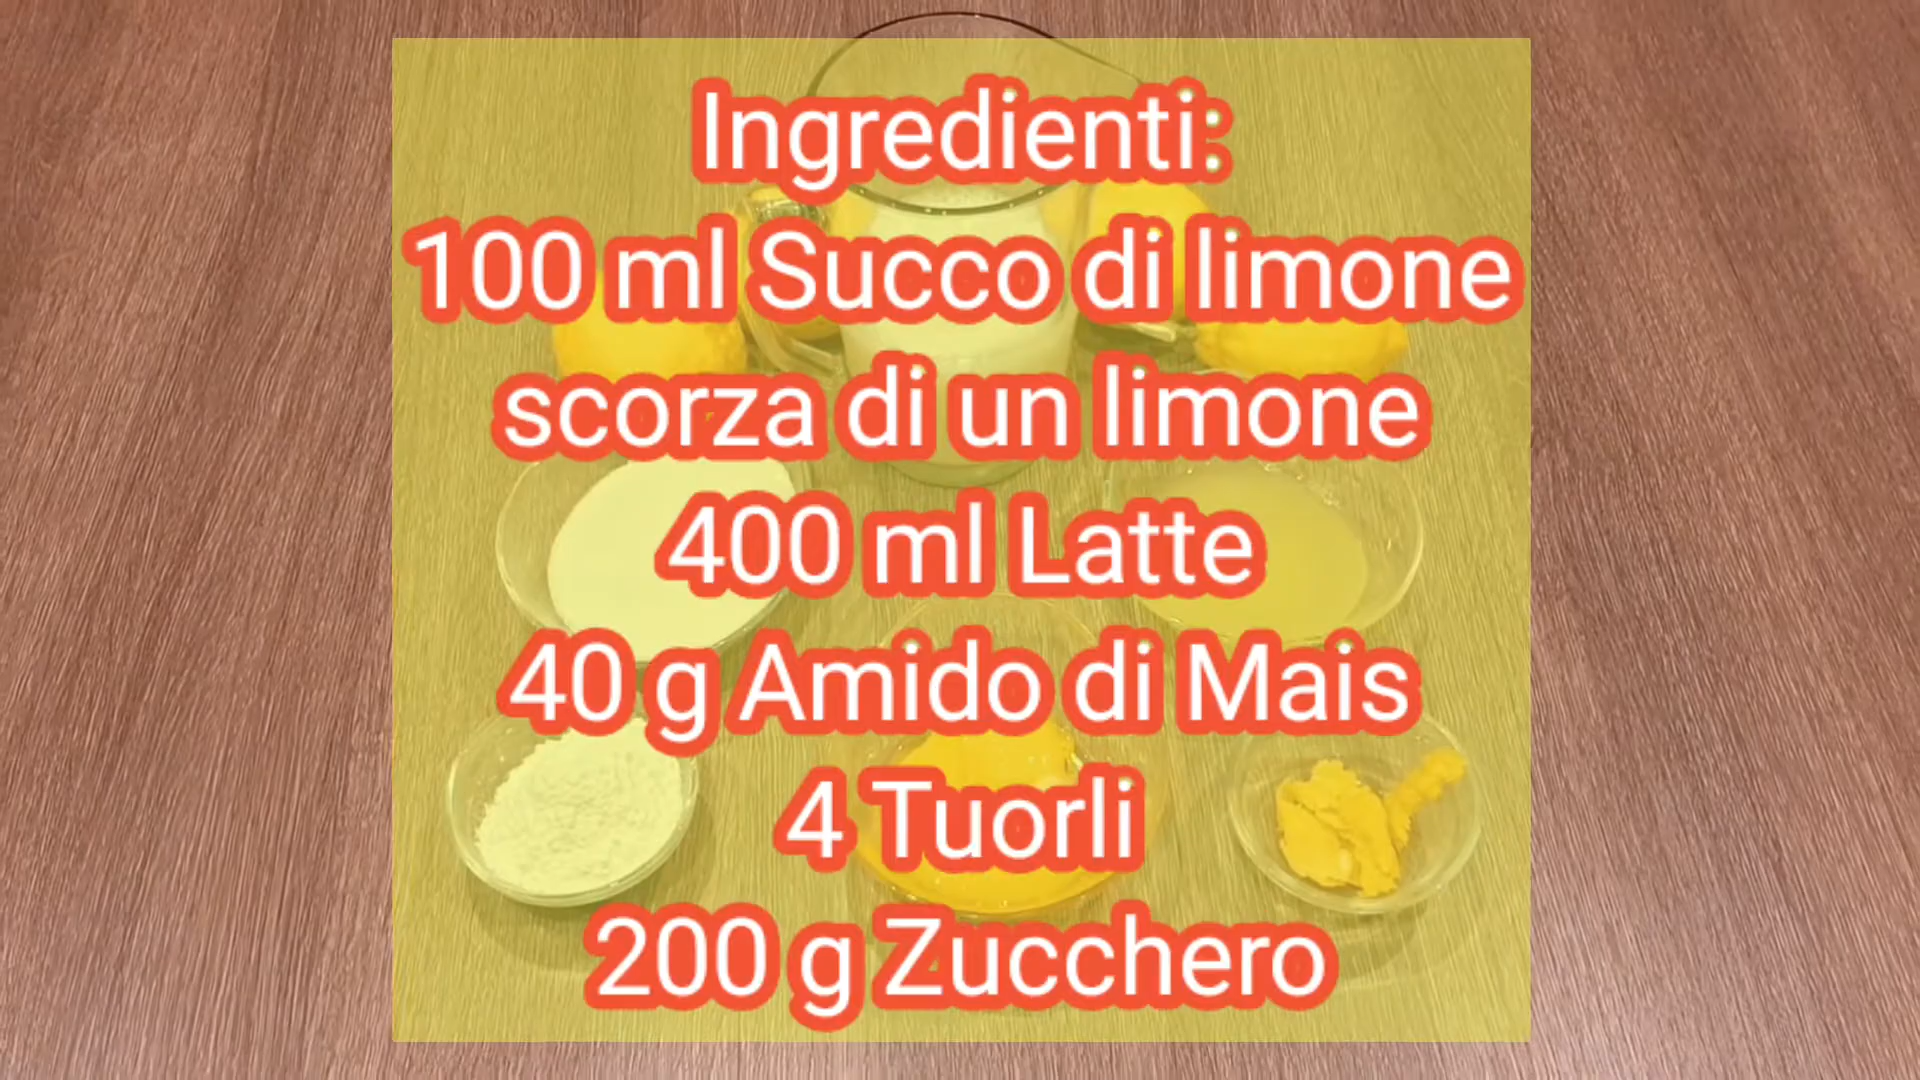 Ingredienti:
100 ml Succo di limone
scorza di un limone
400 ml Latte
40 g Amido di Mais
4 Tuorli
200 g Zucchero